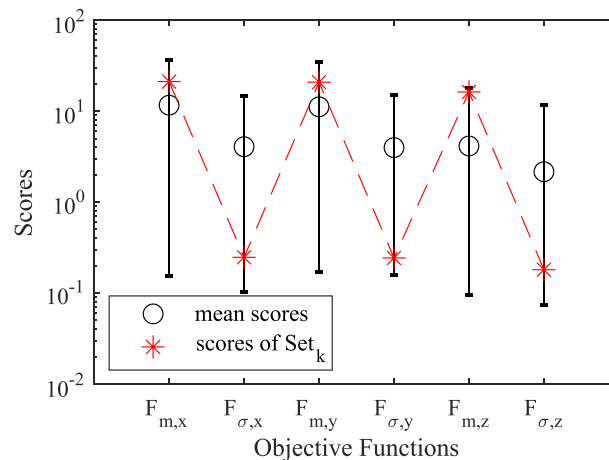 10^2
10^1
10^0
10^-1
10^-2
Scores
mean scores
scores of Set_k
F_m,x F_σ,x F_m,y F_σ,y F_m,z F_σ,z
Objective Functions